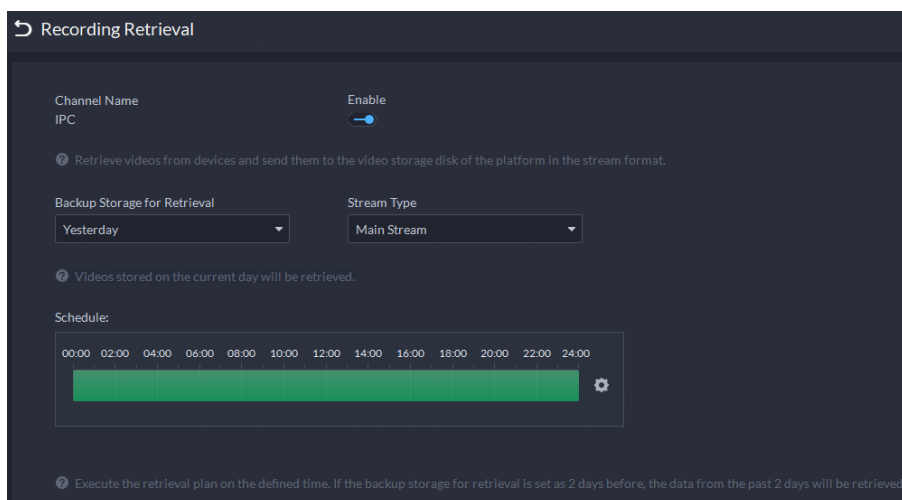 Recording Retrieval
Channel Name
Enable
IPC
Retrieve videos from devices and send them to the video storage disk of the platform in the stream format.
Backup Storage for Retrieval
Stream Type
Yesterday
Main Stream
Videos stored on the current day will be retrieved.
Schedule:
00:00 02:00 04:00 06:00 08:00 10:00 12:00 14:00 16:00 18:00 20:00 22:00 24:00
Execute the retrieval plan on the defined time. If the backup storage for retrieval is set as 2 days before, the data from the past 2 days will be retrieved